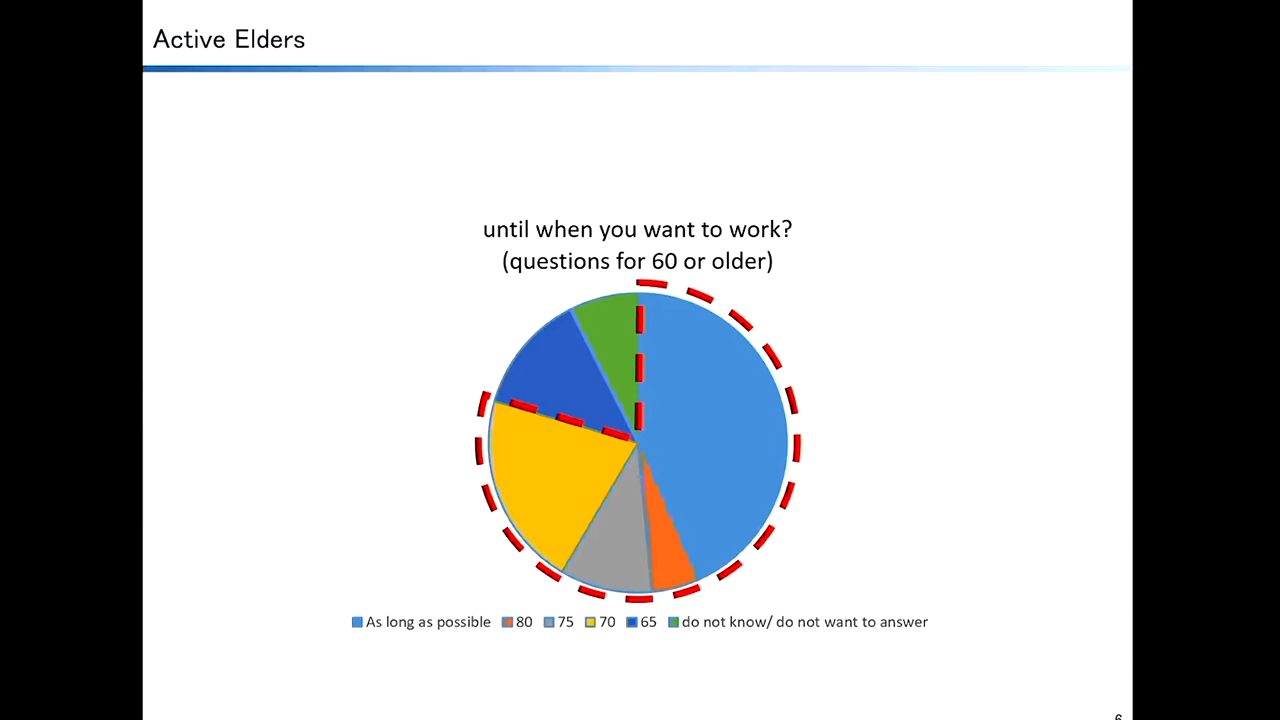 Active Elders
until when you want to work?
(questions for 60 or older)
As long as possible 80 75 70 65 do not know/ do not want to answer
6